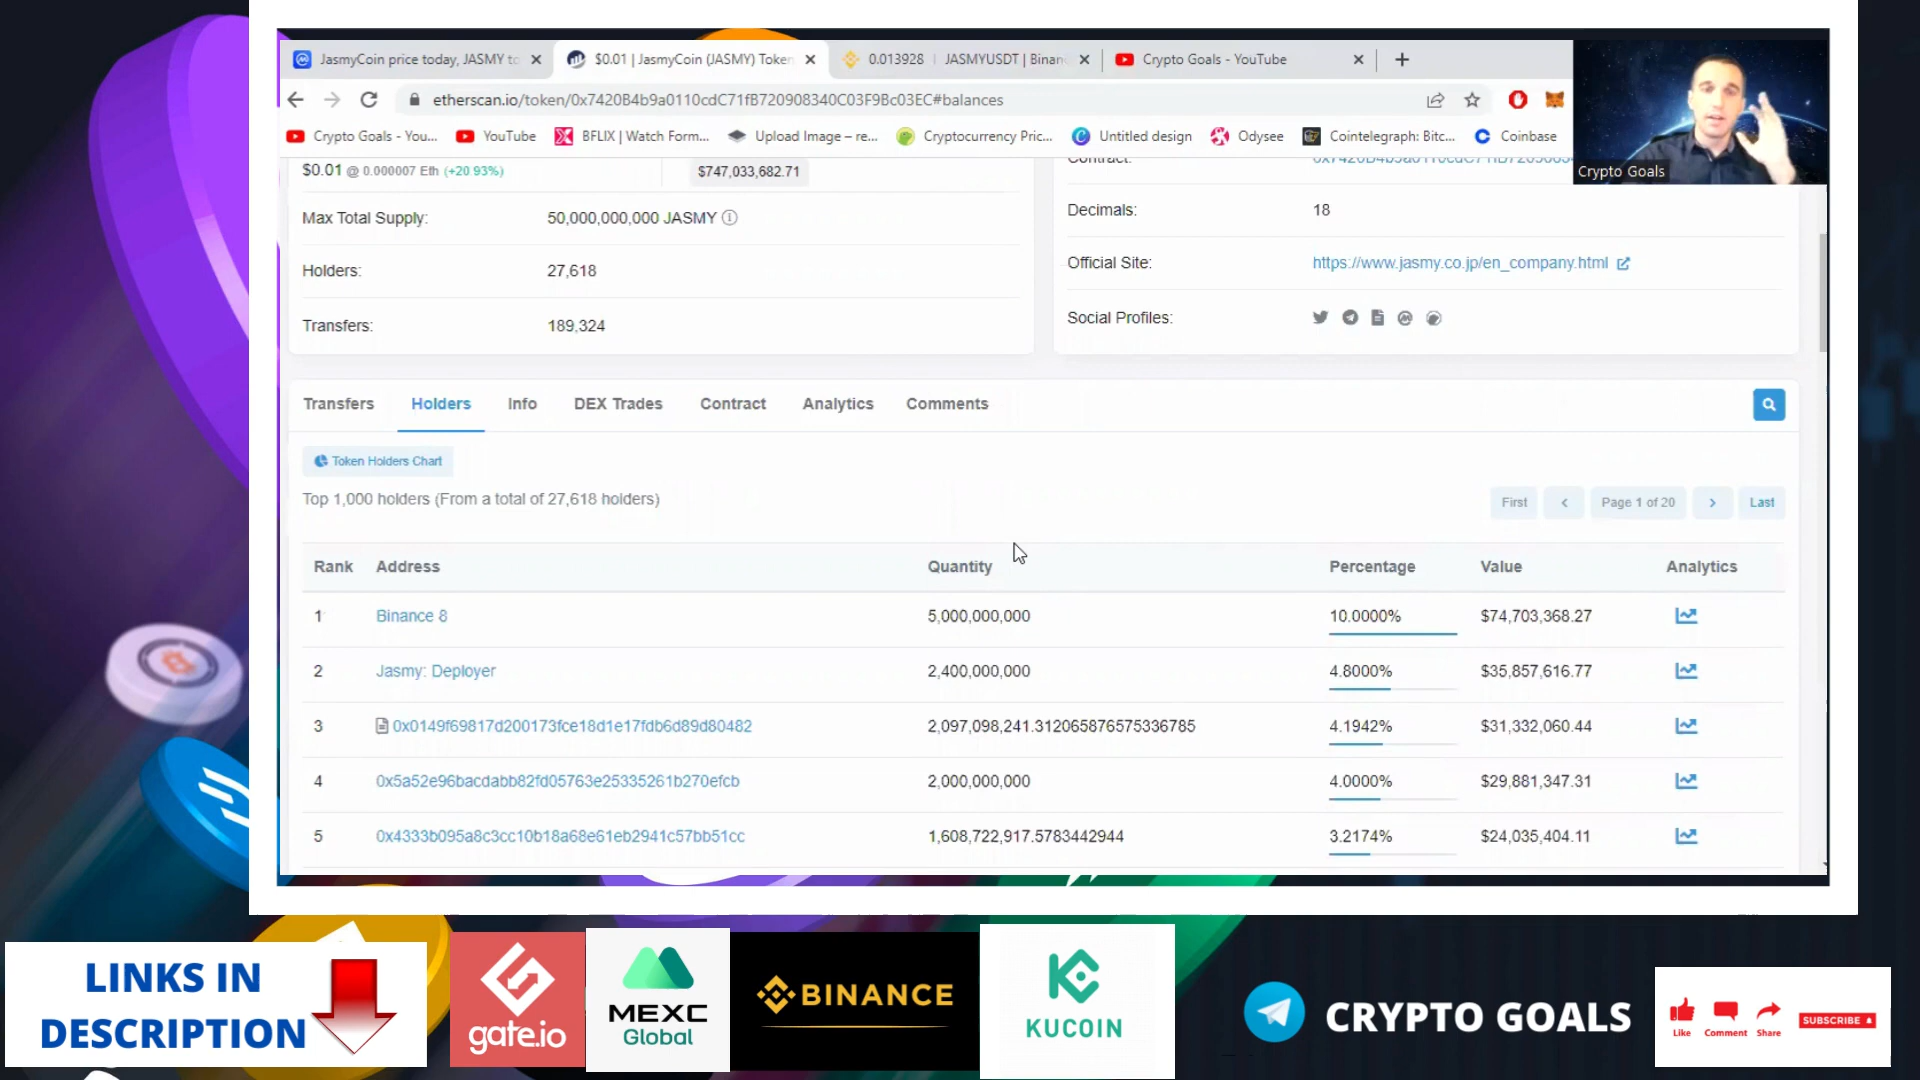 JasmyCoin price today, JASMY to
$0.01 | JasmyCoin (JASMY) Token
0.013928 | JASMYUSDT | Binan
Crypto Goals - YouTube
etherscan.io/token/0x7420B4b9a0110cdC71fB720908340C03F9Bc03EC#balances
Crypto Goals - You...
YouTube
BFLIX | Watch Form...
Upload Image – re...
Cryptocurrency Pric...
Untitled design
Odysee
Cointelegraph: Bitc...
Coinbase
Crypto Goals
$0.01 @ 0.000007 Eth (+20.93%)
$747,033,682.71
Contract:
Max Total Supply:
50,000,000,000 JASMY
Decimals:
18
Holders:
27,618
Official Site:
https://www.jasmy.co.jp/en_company.html
Transfers:
189,324
Social Profiles:
Transfers
Holders
Info
DEX Trades
Contract
Analytics
Comments
Token Holders Chart
Top 1,000 holders (From a total of 27,618 holders)
First
<
Page 1 of 20
>
Last
Rank Address Quantity Percentage Value Analytics
1 Binance 8 5,000,000,000 10.0000% $74,703,368.27
2 Jasmy: Deployer 2,400,000,000 4.8000% $35,857,616.77
3 0x0149f69817d200173fce18d1e17fdb6d89d80482 2,097,098,241.312065876575336785 4.1942% $31,332,060.44
4 0x5a52e96bacdabb82fd05763e25335261b270efcb 2,000,000,000 4.0000% $29,881,347.31
5 0x4333b095a8c3cc10b18a68e61eb2941c57bb51cc 1,608,722,917.5783442944 3.2174% $24,035,404.11
LINKS IN
DESCRIPTION
gate.io
MEXC
Global
BINANCE
KUCOIN
CRYPTO GOALS
Like
Comment
Share
SUBSCRIBE